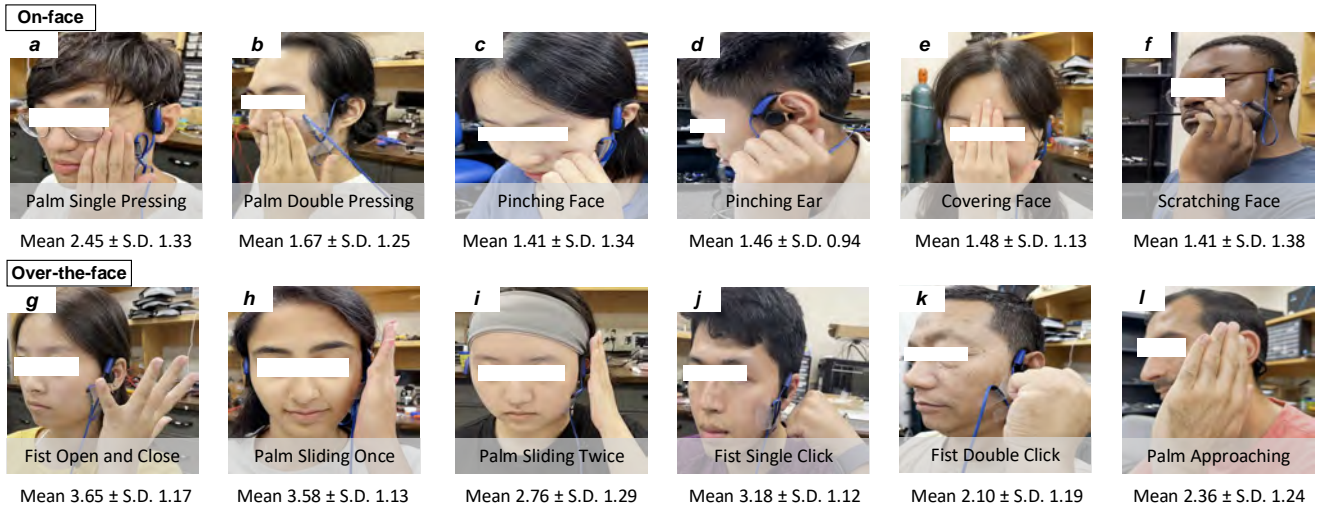 On-face
a b c d e f
Palm Single Pressing Palm Double Pressing Pinching Face Pinching Ear Covering Face Scratching Face
Mean 2.45 ± S.D. 1.33 Mean 1.67 ± S.D. 1.25 Mean 1.41 ± S.D. 1.34 Mean 1.46 ± S.D. 0.94 Mean 1.48 ± S.D. 1.13 Mean 1.41 ± S.D. 1.38
Over-the-face
g h i j k l
Fist Open and Close Palm Sliding Once Palm Sliding Twice Fist Single Click Fist Double Click Palm Approaching
Mean 3.65 ± S.D. 1.17 Mean 3.58 ± S.D. 1.13 Mean 2.76 ± S.D. 1.29 Mean 3.18 ± S.D. 1.12 Mean 2.10 ± S.D. 1.19 Mean 2.36 ± S.D. 1.24